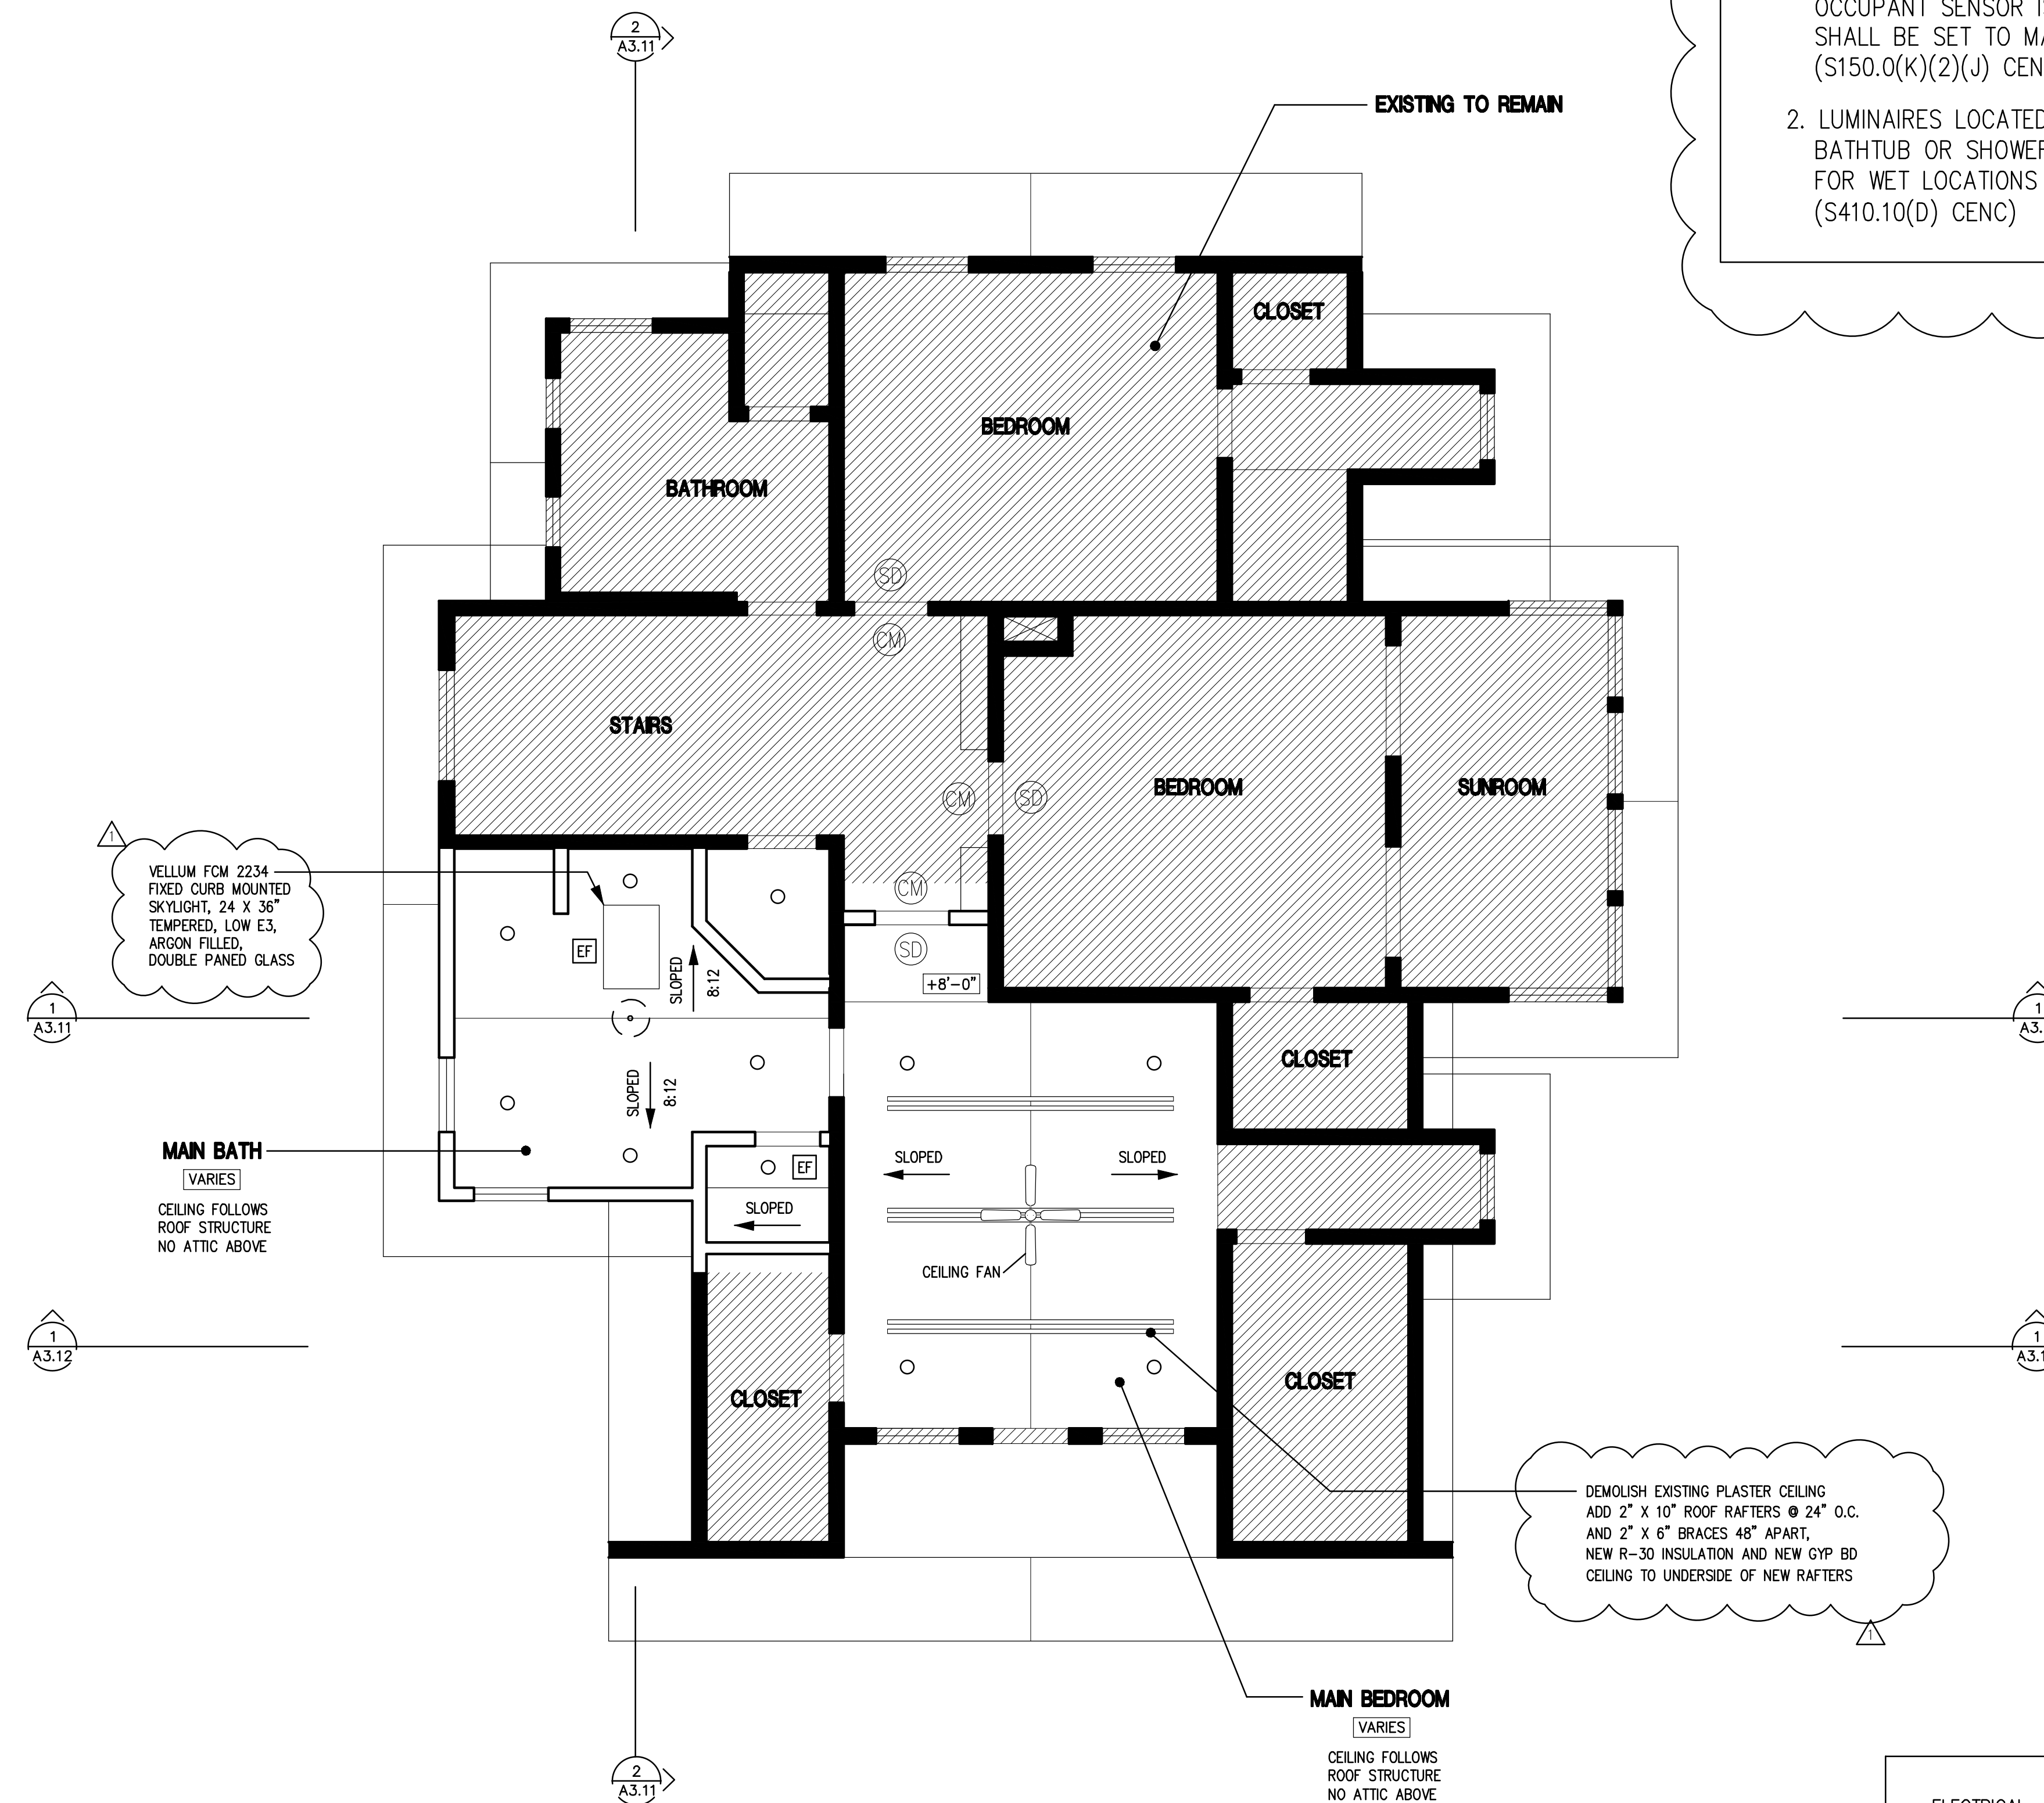 2
A3.11
OCCUPANT SENSOR
SHALL BE SET TO
(S150.0(K)(2)(J)
2. LUMINAIRES LOCATED
BATHTUB OR SHOWER
FOR WET LOCATIONS
(S410.10(D) CENC)
EXISTING TO REMAIN
CLOSET
BEDROOM
BATHROOM
SD
CM
STAIRS
CM
SD
BEDROOM
SUNROOM
1
VELLUM FCM 2234
FIXED CURB MOUNTED
SKYLIGHT, 24 X 36"
TEMPERED, LOW E3,
ARGON FILLED,
DOUBLE PANED GLASS
CM
SD
EF
+8'-0"
SLOPED
8:12
1
A3.11
1
CLOSET
SLOPED
8:12
MAIN BATH
VARIES
CEILING FOLLOWS
ROOF STRUCTURE
NO ATTIC ABOVE
EF
SLOPED
SLOPED
SLOPED
CEILING FAN
1
A3.12
1
CLOSET
CLOSET
DEMOLISH EXISTING PLASTER CEILING
ADD 2" X 10" ROOF RAFTERS @ 24" O.C.
AND 2" X 6" BRACES 48" APART,
NEW R-30 INSULATION AND NEW GYP BD
CEILING TO UNDERSIDE OF NEW RAFTERS
1
MAIN BEDROOM
VARIES
CEILING FOLLOWS
ROOF STRUCTURE
NO ATTIC ABOVE
2
A3.11